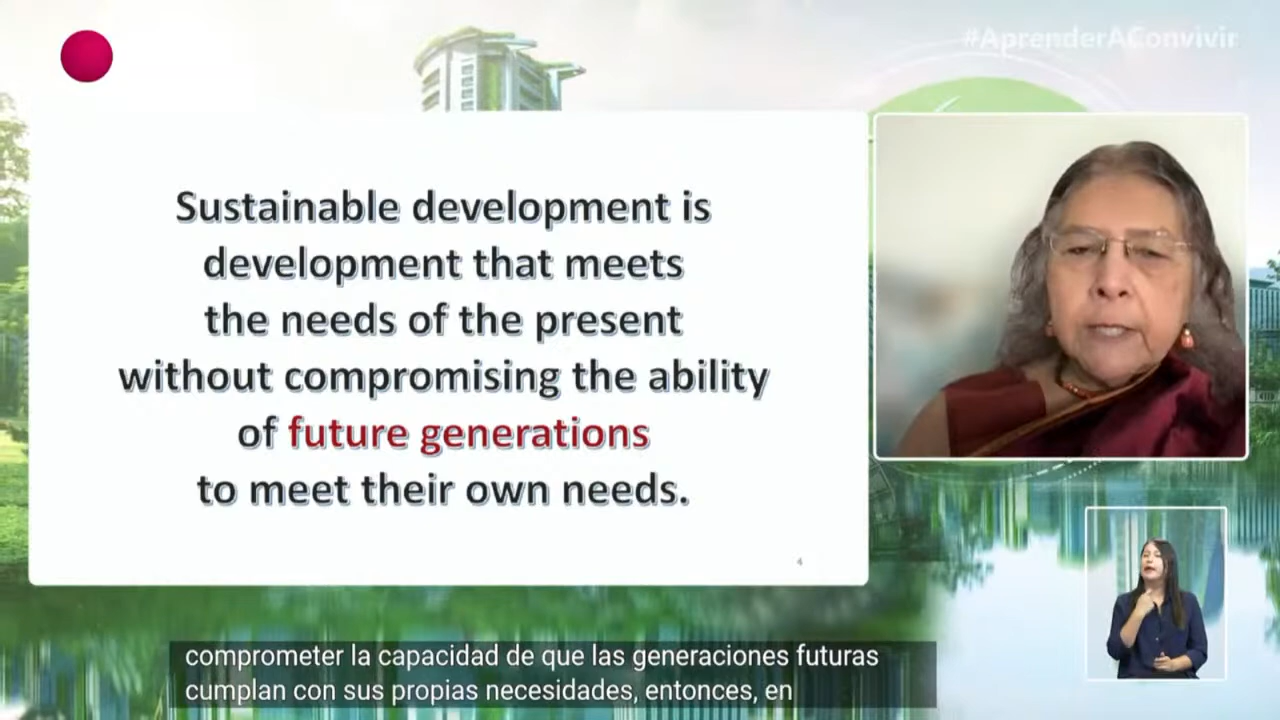 #AprenderAConvivir
Sustainable development is
development that meets
the needs of the present
without compromising the ability
of future generations
to meet their own needs.
4
comprometer la capacidad de que las generaciones futuras
cumplan con sus propias necesidades, entonces, en